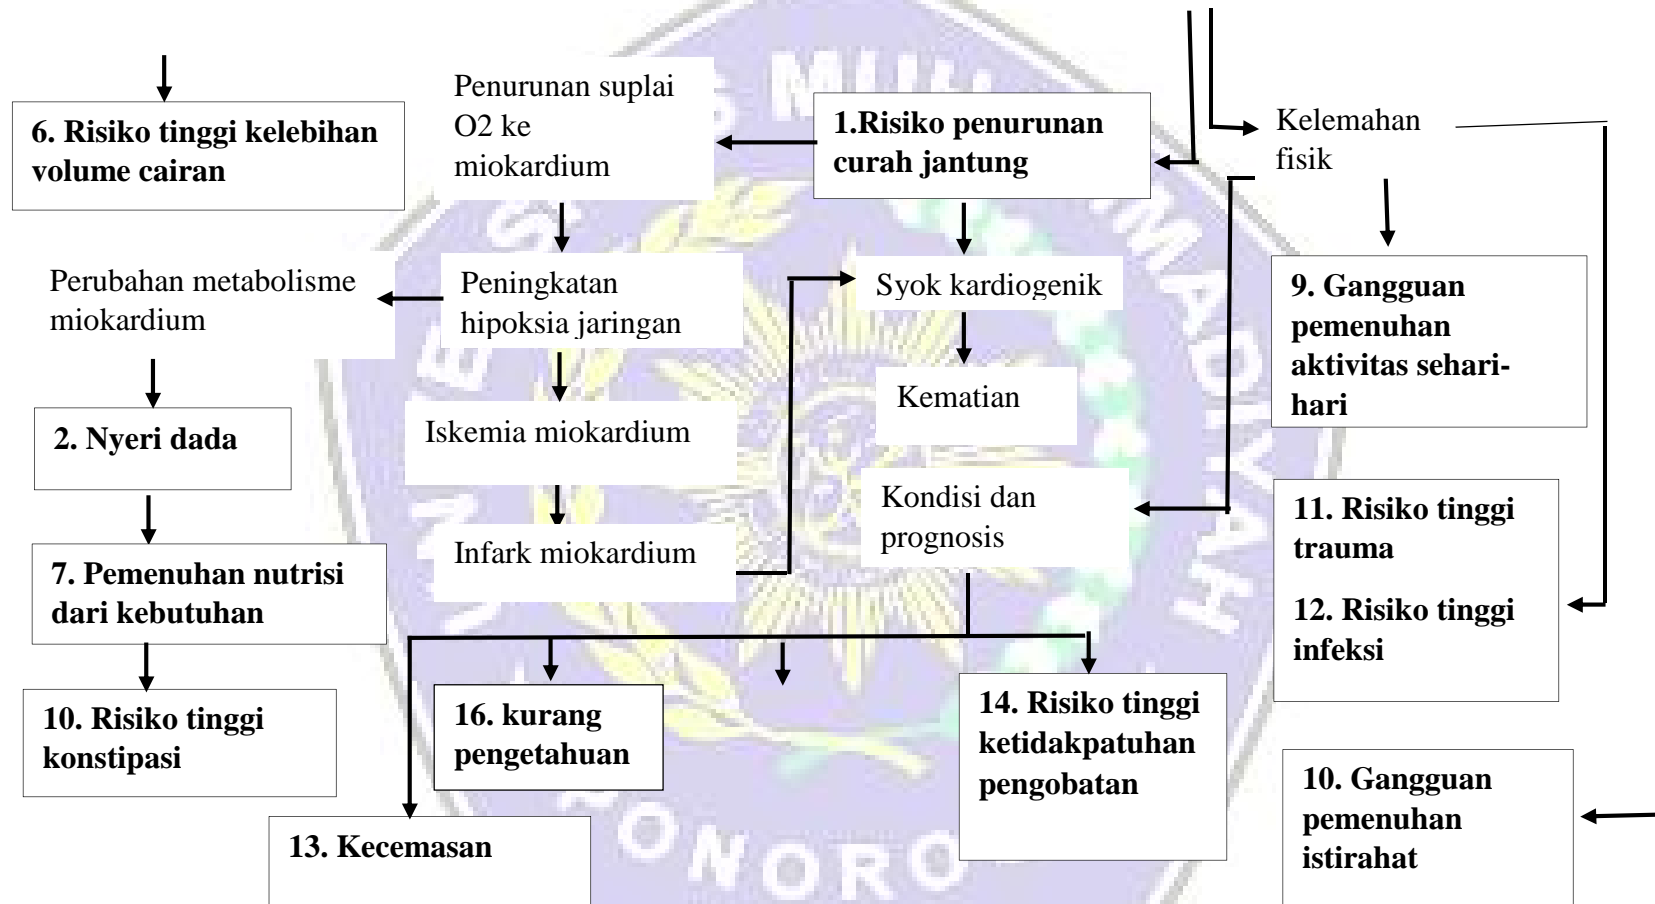 Penurunan suplai
O2 ke
miokardium
1.Risiko penurunan
curah jantung
Kelemahan
fisik
6. Risiko tinggi kelebihan
volume cairan
Perubahan metabolisme
miokardium
Peningkatan
hipoksia jaringan
Syok kardiogenik
9. Gangguan
pemenuhan
aktivitas sehari-
hari
2. Nyeri dada
Iskemia miokardium
Kematian
Kondisi dan
prognosis
11. Risiko tinggi
trauma
12. Risiko tinggi
infeksi
7. Pemenuhan nutrisi
dari kebutuhan
Infark miokardium
10. Risiko tinggi
konstipasi
16. kurang
pengetahuan
14. Risiko tinggi
ketidakpatuhan
pengobatan
10. Gangguan
pemenuhan
istirahat
13. Kecemasan